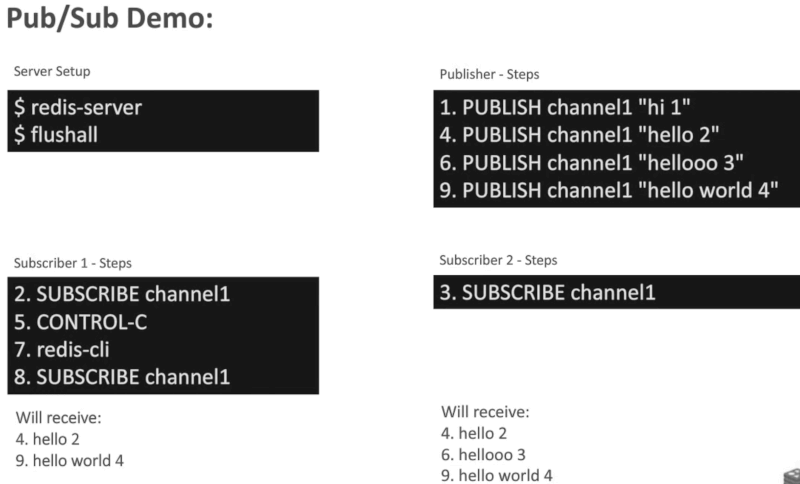 Pub/Sub Demo:
Server Setup
$ redis-server
$ flushall
Publisher - Steps
1. PUBLISH channel1 "hi 1"
4. PUBLISH channel1 "hello 2"
6. PUBLISH channel1 "hellooo 3"
9. PUBLISH channel1 "hello world 4"
Subscriber 1 - Steps
2. SUBSCRIBE channel1
5. CONTROL-C
7. redis-cli
8. SUBSCRIBE channel1
Will receive:
4. hello 2
9. hello world 4
Subscriber 2 - Steps
3. SUBSCRIBE channel1
Will receive:
4. hello 2
6. hellooo 3
9. hello world 4